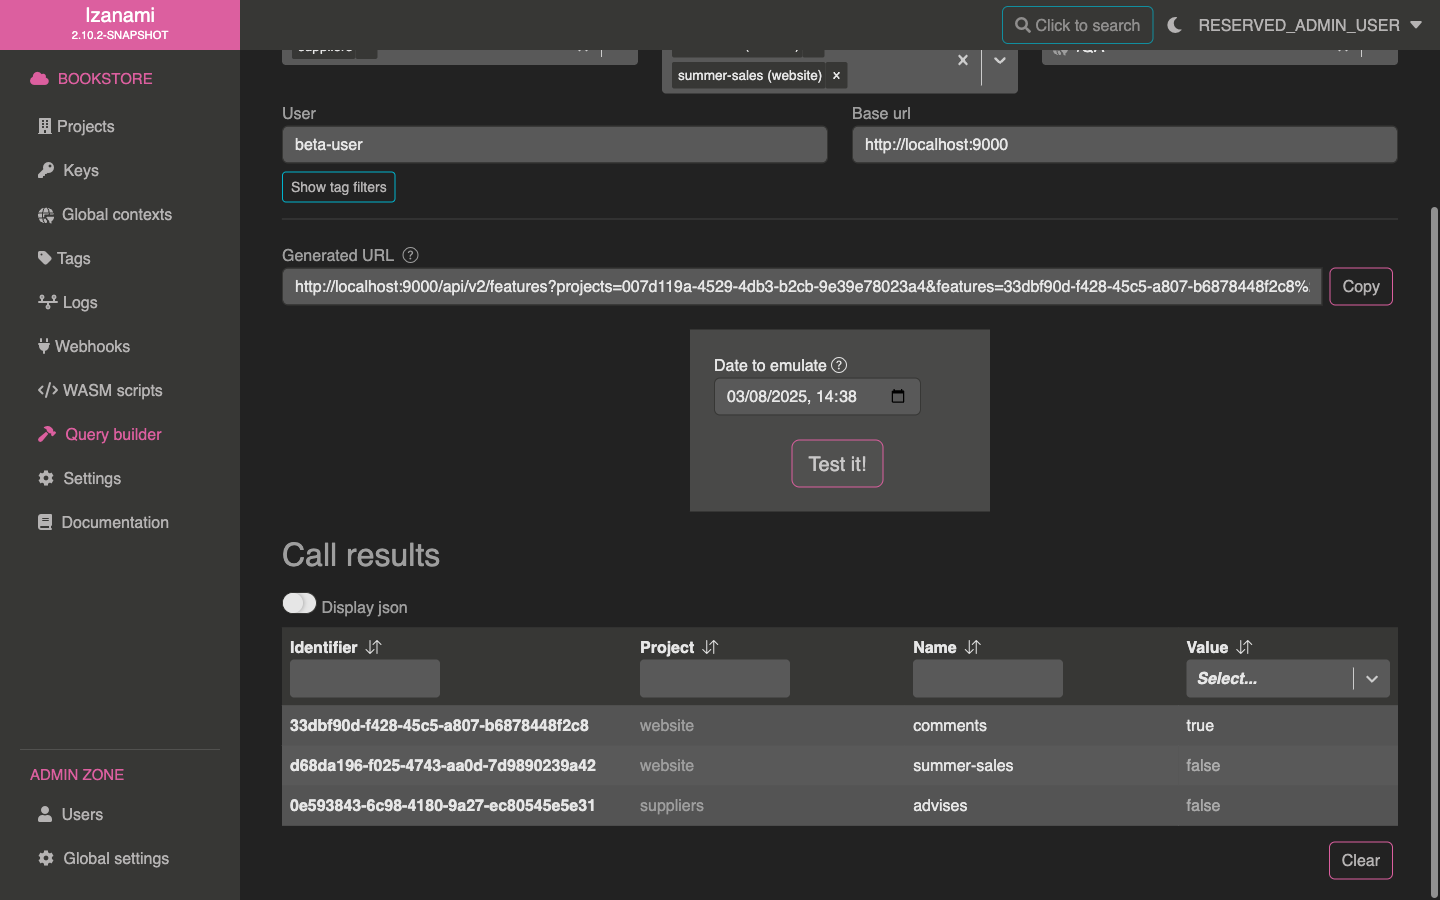 Izanami
2.10.2-SNAPSHOT
Click to search
RESERVED_ADMIN_USER
BOOKSTORE
Projects
Keys
Global contexts
Tags
Logs
Webhooks
WASM scripts
Query builder
Settings
Documentation
ADMIN ZONE
Users
Global settings
suppliers
summer-sales (website) ×
User
beta-user
Base url
http://localhost:9000
Show tag filters
Generated URL ?
http://localhost:9000/api/v2/features?projects=007d119a-4529-4db3-b2cb-9e39e78023a4&features=33dbf90d-f428-45c5-a807-b6878448f2c8%
Copy
Date to emulate ?
03/08/2025, 14:38
Test it!
Call results
Display json
Identifier Project Name Value
Select...
33dbf90d-f428-45c5-a807-b6878448f2c8 website comments true
d68da196-f025-4743-aa0d-7d9890239a42 website summer-sales false
0e593843-6c98-4180-9a27-ec80545e5e31 suppliers advises false
Clear